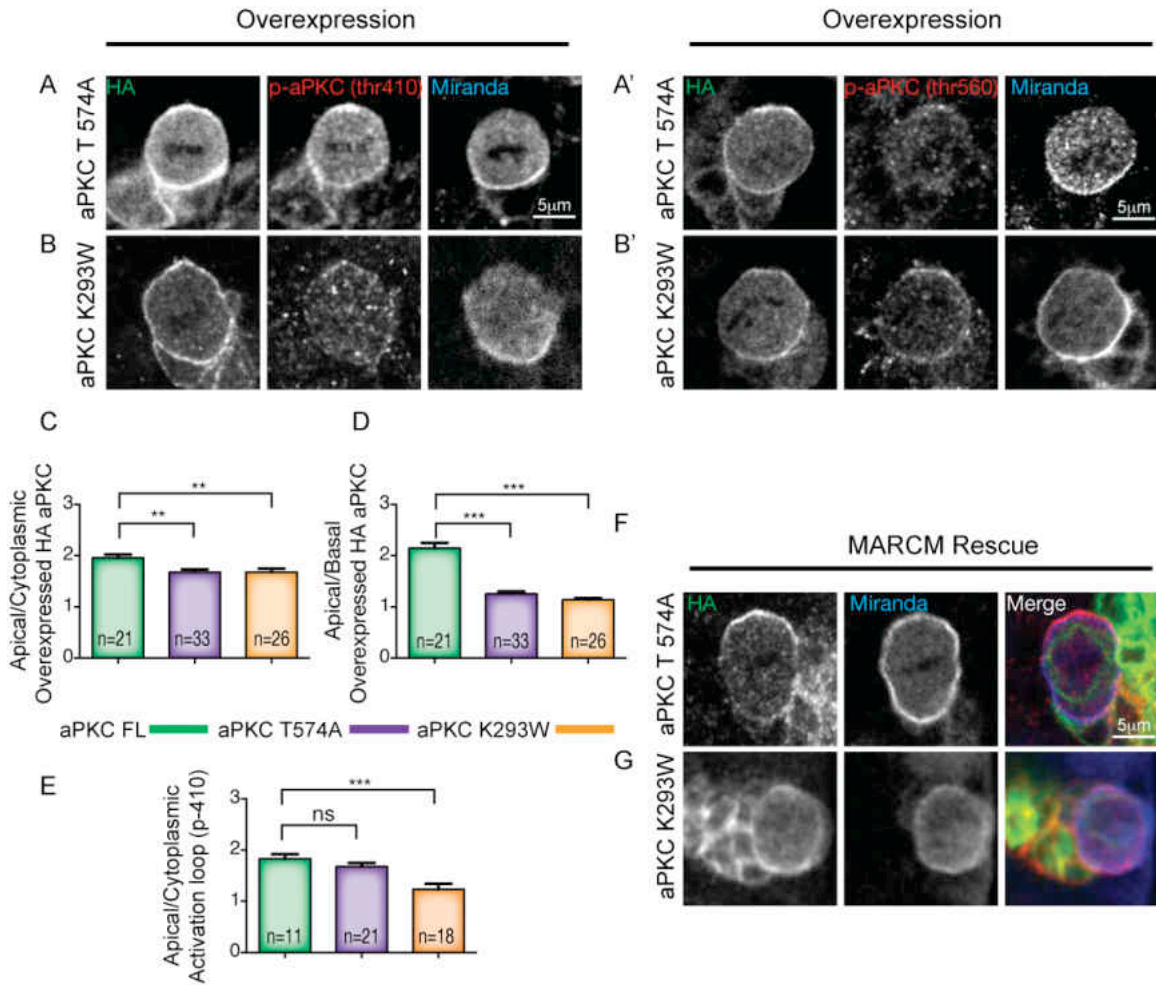 Overexpression
Overexpression
A
aPKC T 574A
HA
p-aPKC (thr410)
Miranda
5μm
A'
aPKC T 574A
HA
p-aPKC (thr560)
Miranda
5μm
B
aPKC K293W
B'
aPKC K293W
C
Apical/Cytoplasmic
Overexpressed HA aPKC
3
2
1
0
**
**
n=21
n=33
n=26
D
Apical/Basal
Overexpressed HA aPKC
3
2
1
0
***
***
n=21
n=33
n=26
aPKC FL
aPKC T574A
aPKC K293W
E
Apical/Cytoplasmic
Activation loop (p-410)
3
2
1
0
***
ns
n=11
n=21
n=18
F
MARCM Rescue
aPKC T 574A
HA
Miranda
Merge
5μm
G
aPKC K293W